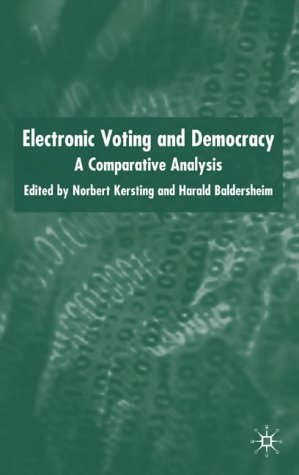 Electronic Voting and Democracy
A Comparative Analysis
Edited by Norbert Kersting and Harald Baldersheim